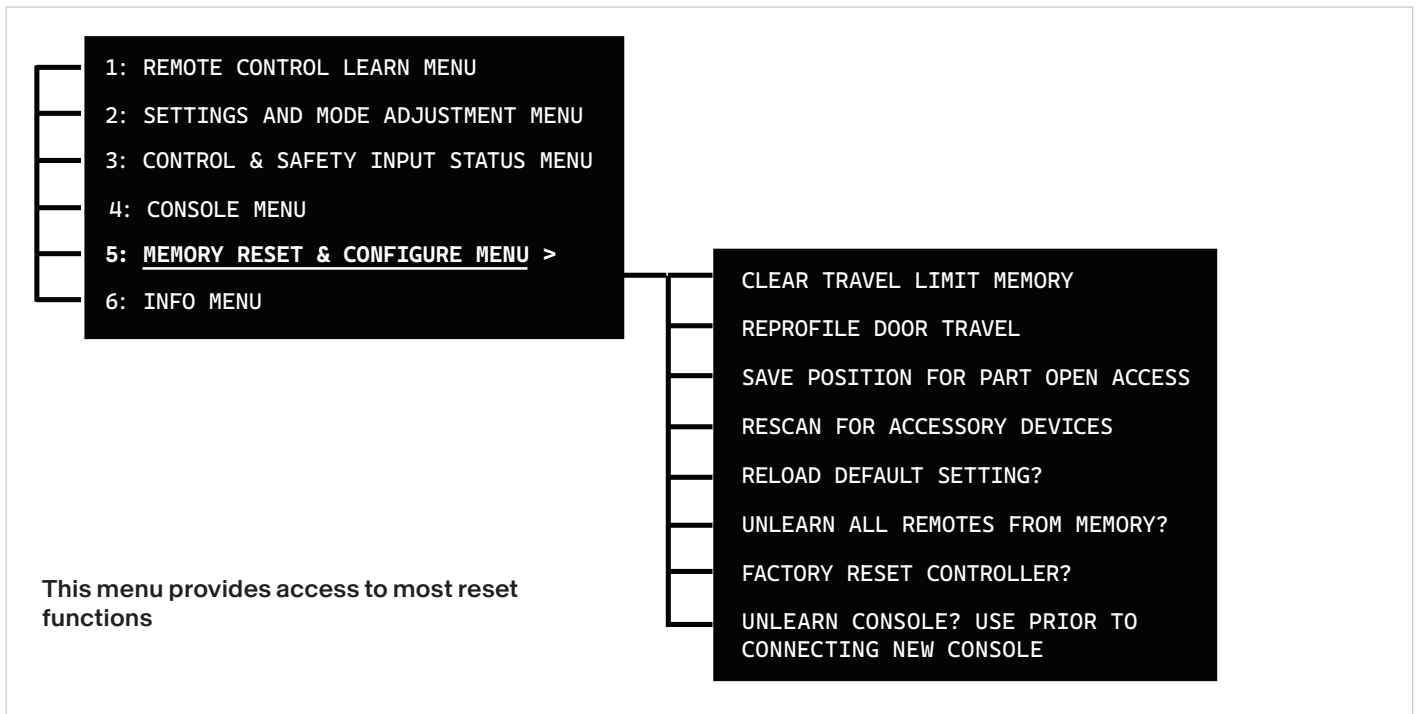 1: REMOTE CONTROL LEARN MENU
2: SETTINGS AND MODE ADJUSTMENT MENU
3: CONTROL & SAFETY INPUT STATUS MENU
4: CONSOLE MENU
5: MEMORY RESET & CONFIGURE MENU >
6: INFO MENU
CLEAR TRAVEL LIMIT MEMORY
REPROFILE DOOR TRAVEL
SAVE POSITION FOR PART OPEN ACCESS
RESCAN FOR ACCESSORY DEVICES
RELOAD DEFAULT SETTING?
UNLEARN ALL REMOTES FROM MEMORY?
FACTORY RESET CONTROLLER?
UNLEARN CONSOLE? USE PRIOR TO
CONNECTING NEW CONSOLE
This menu provides access to most reset
functions